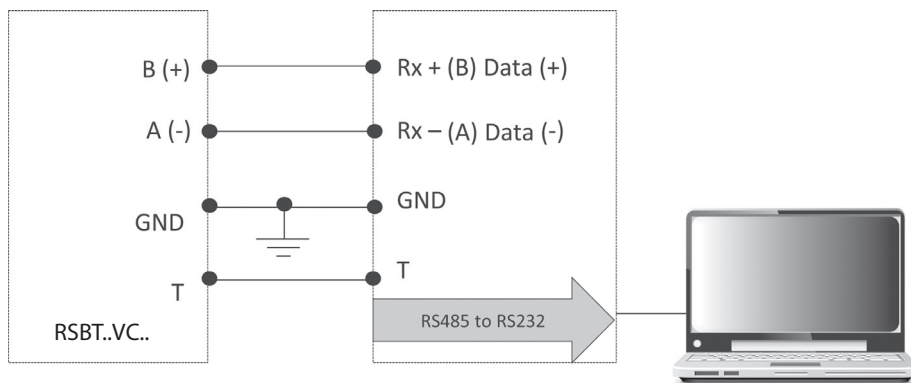 B (+)
Rx + (B) Data (+)
A (-)
Rx – (A) Data (-)
GND
GND
T
T
RS485 to RS232
RSBT..VC..